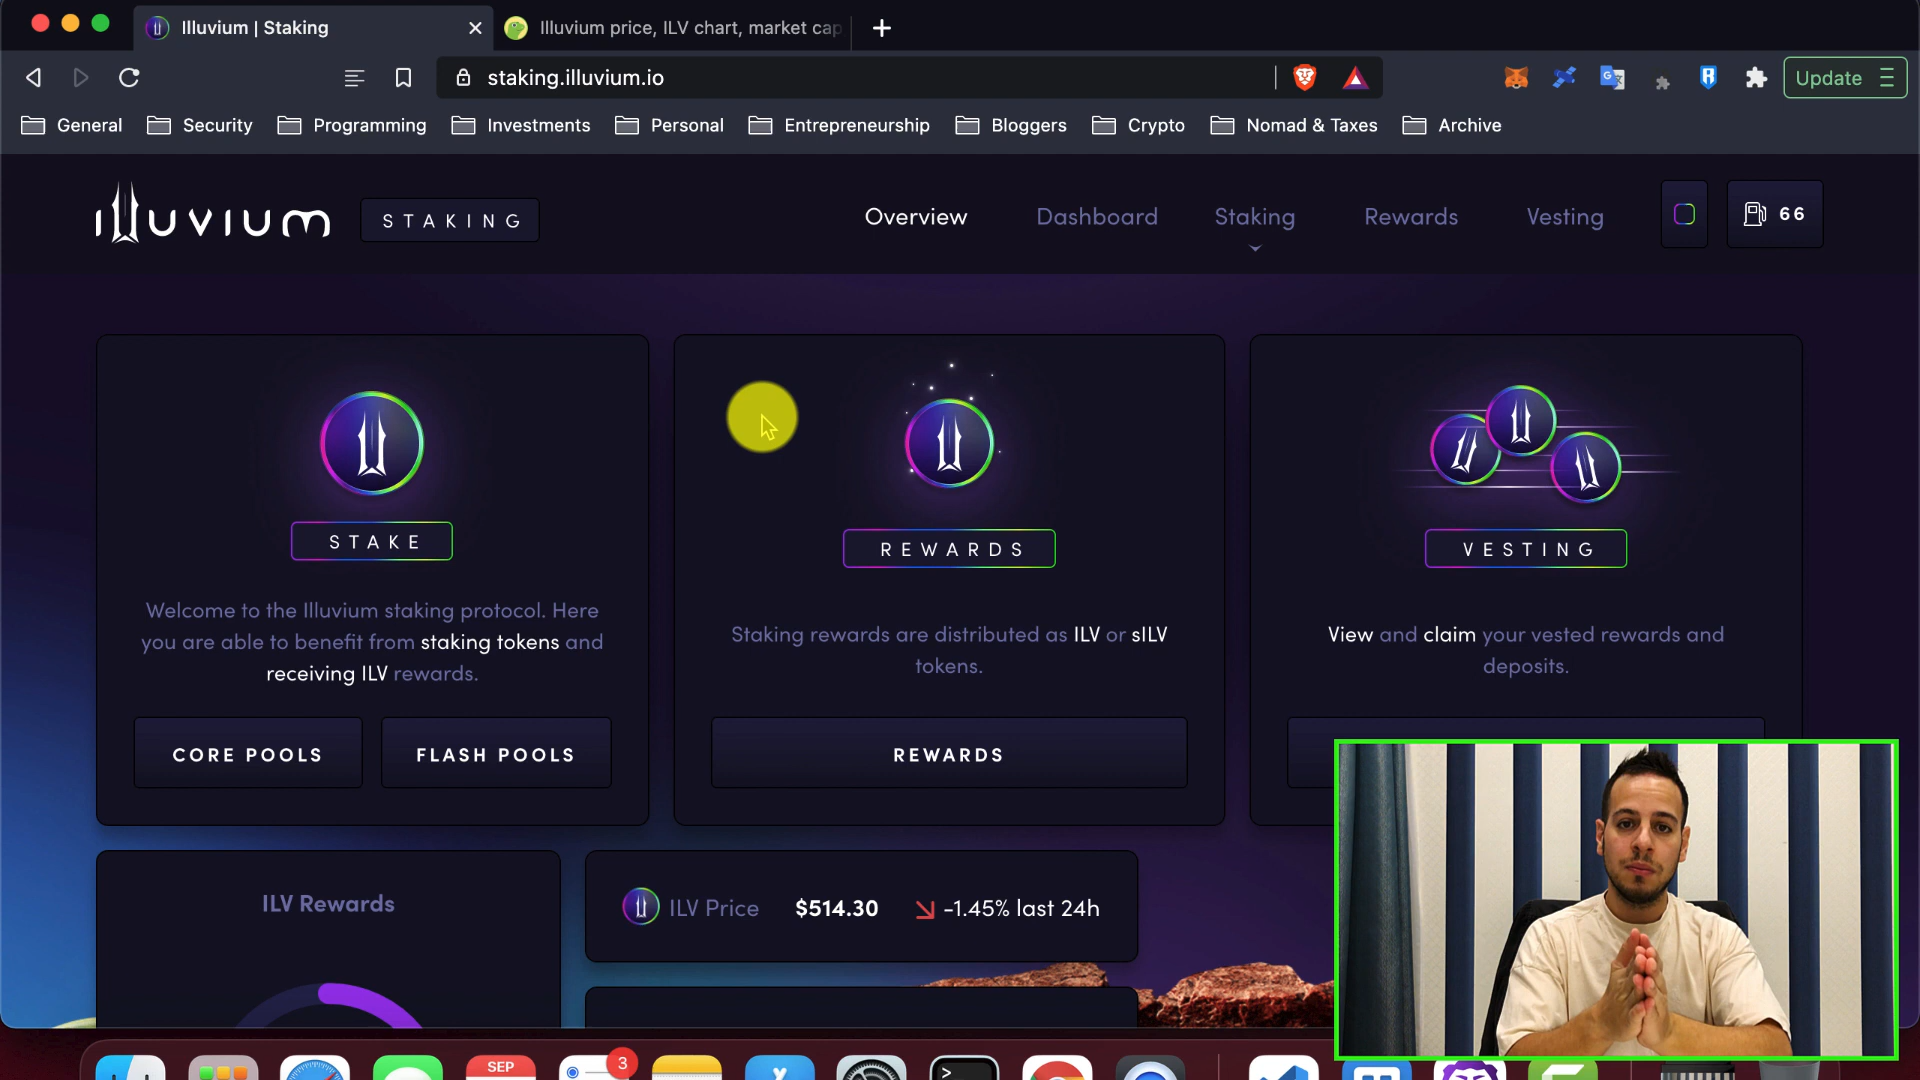 Illuvium | Staking
Illuvium price, ILV chart, market cap
staking.illuvium.io
Update
General
Security
Programming
Investments
Personal
Entrepreneurship
Bloggers
Crypto
Nomad & Taxes
Archive
illuvium
STAKING
Overview
Dashboard
Staking
Rewards
Vesting
66
STAKE
Welcome to the Illuvium staking protocol. Here
you are able to benefit from staking tokens and
receiving ILV rewards.
CORE POOLS
FLASH POOLS
REWARDS
Staking rewards are distributed as ILV or sILV
tokens.
REWARDS
VESTING
View and claim your vested rewards and
deposits.
ILV Rewards
ILV Price
$514.30
-1.45% last 24h
SEP
3